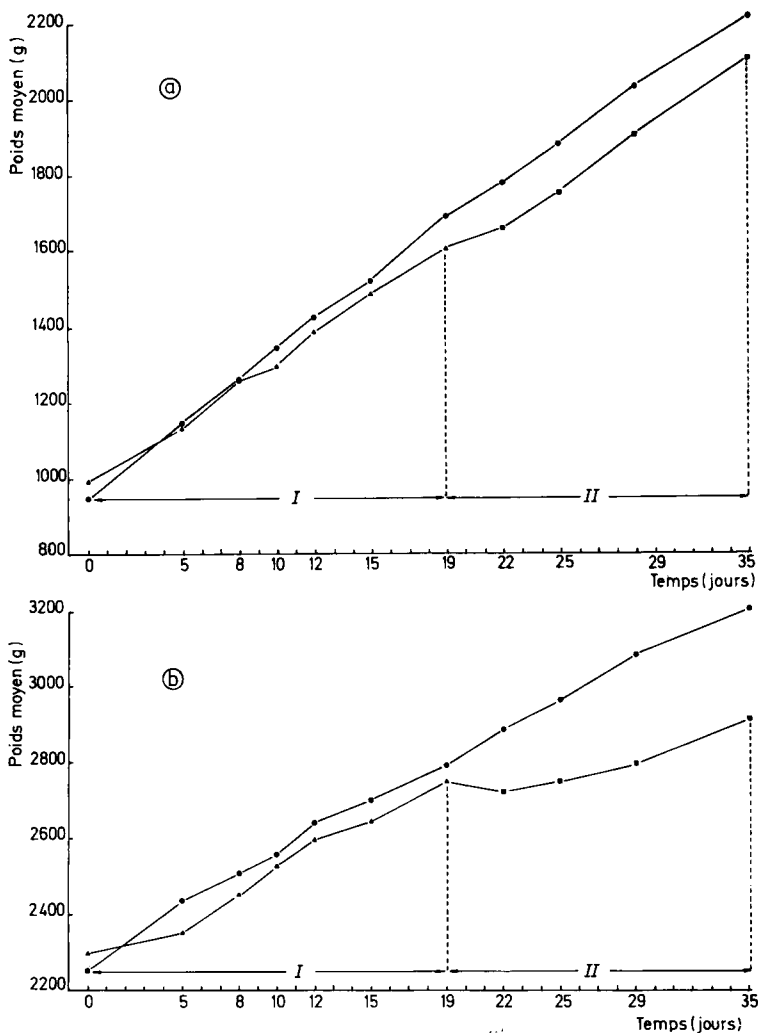 Poids moyen (g)
2200
2000
1800
1600
1400
1200
1000
800
a
I
II
0 5 8 10 12 15 19 22 25 29 35
Temps (jours)
Poids moyen (g)
3200
3000
2800
2600
2400
2200
b
I
II
0 5 8 10 12 15 19 22 25 29 35
Temps (jours)